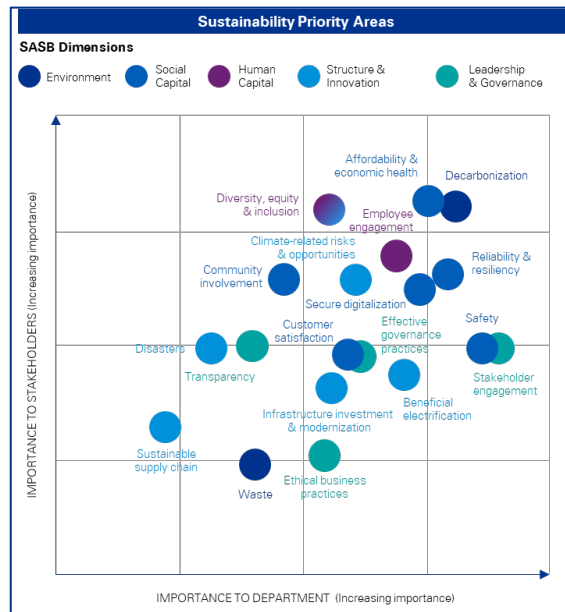 Sustainability Priority Areas
SASB Dimensions
Environment
Social
Capital
Human
Capital
Structure &
Innovation
Leadership
& Governance
IMPORTANCE TO STAKEHOLDERS (Increasing importance)
Affordability &
economic health
Decarbonization
Diversity, equity
& inclusion
Employee
engagement
Climate-related risks
& opportunities
Community
involvement
Reliability &
resiliency
Secure digitalization
Customer
satisfaction
Effective
governance
practices
Safety
Disasters
Transparency
Stakeholder
engagement
Infrastructure investment
& modernization
Beneficial
electrification
Sustainable
supply chain
Waste
Ethical business
practices
IMPORTANCE TO DEPARTMENT (Increasing importance)